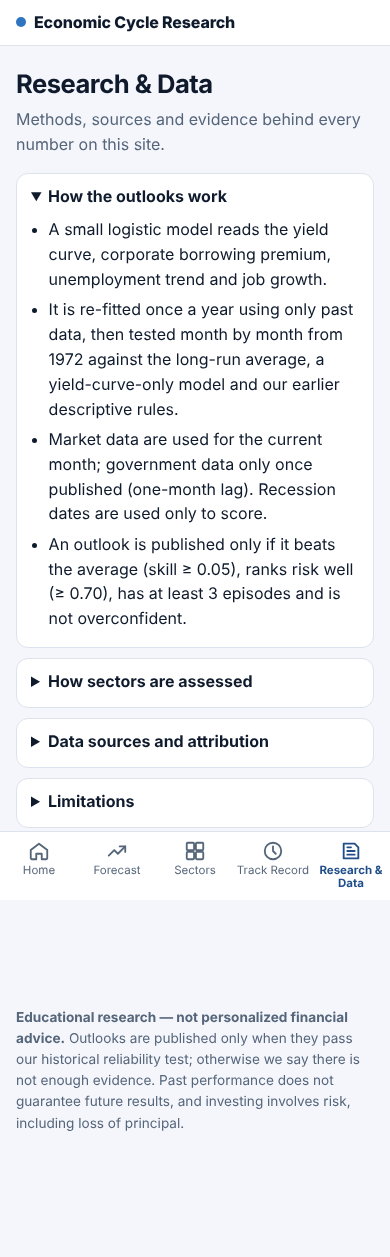 Economic Cycle Research
Research & Data
Methods, sources and evidence behind every
number on this site.
How the outlooks work
A small logistic model reads the yield
curve, corporate borrowing premium,
unemployment trend and job growth.
It is re-fitted once a year using only past
data, then tested month by month from
1972 against the long-run average, a
yield-curve-only model and our earlier
descriptive rules.
Market data are used for the current
month; government data only once
published (one-month lag). Recession
dates are used only to score.
An outlook is published only if it beats
the average (skill ≥ 0.05), ranks risk well
(≥ 0.70), has at least 3 episodes and is
not overconfident.
How sectors are assessed
Data sources and attribution
Limitations
Home
Forecast
Sectors
Track Record
Research &
Data
Educational research — not personalized financial
advice. Outlooks are published only when they pass
our historical reliability test; otherwise we say there is
not enough evidence. Past performance does not
guarantee future results, and investing involves risk,
including loss of principal.